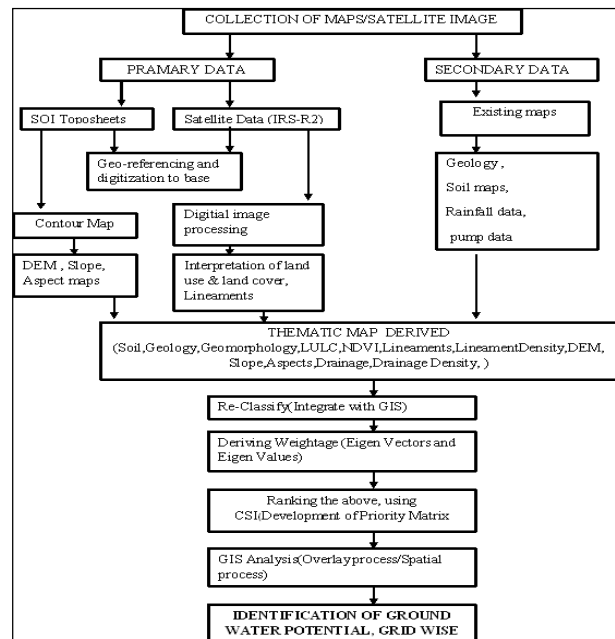 COLLECTION OF MAPS/SATELLITE IMAGE
PRAMARY DATA
SECONDARY DATA
SOI Toposheets
Satellite Data (IRS-R2)
Existing maps
Geo-referencing and
digitization to base
Geology ,
Soil maps,
Rainfall data,
pump data
Contour Map
Digitial image
processing
DEM , Slope,
Aspect maps
Interpretation of land
use & land cover,
Lineaments
THEMATIC MAP DERIVED
(Soil,Geology,Geomorphology,LULC,NDVI,Lineaments,LineamentDensity,DEM,
Slope,Aspects,Drainage,Drainage Density, )
Re-Classify(Integrate with GIS)
Deriving Weightage (Eigen Vectors and
Eigen Values)
Ranking the above, using
CSI(Development of Priority Matrix
GIS Analysis(Overlay process/Spatial
process)
IDENTIFICATION OF GROUND
WATER POTENTIAL, GRID WISE